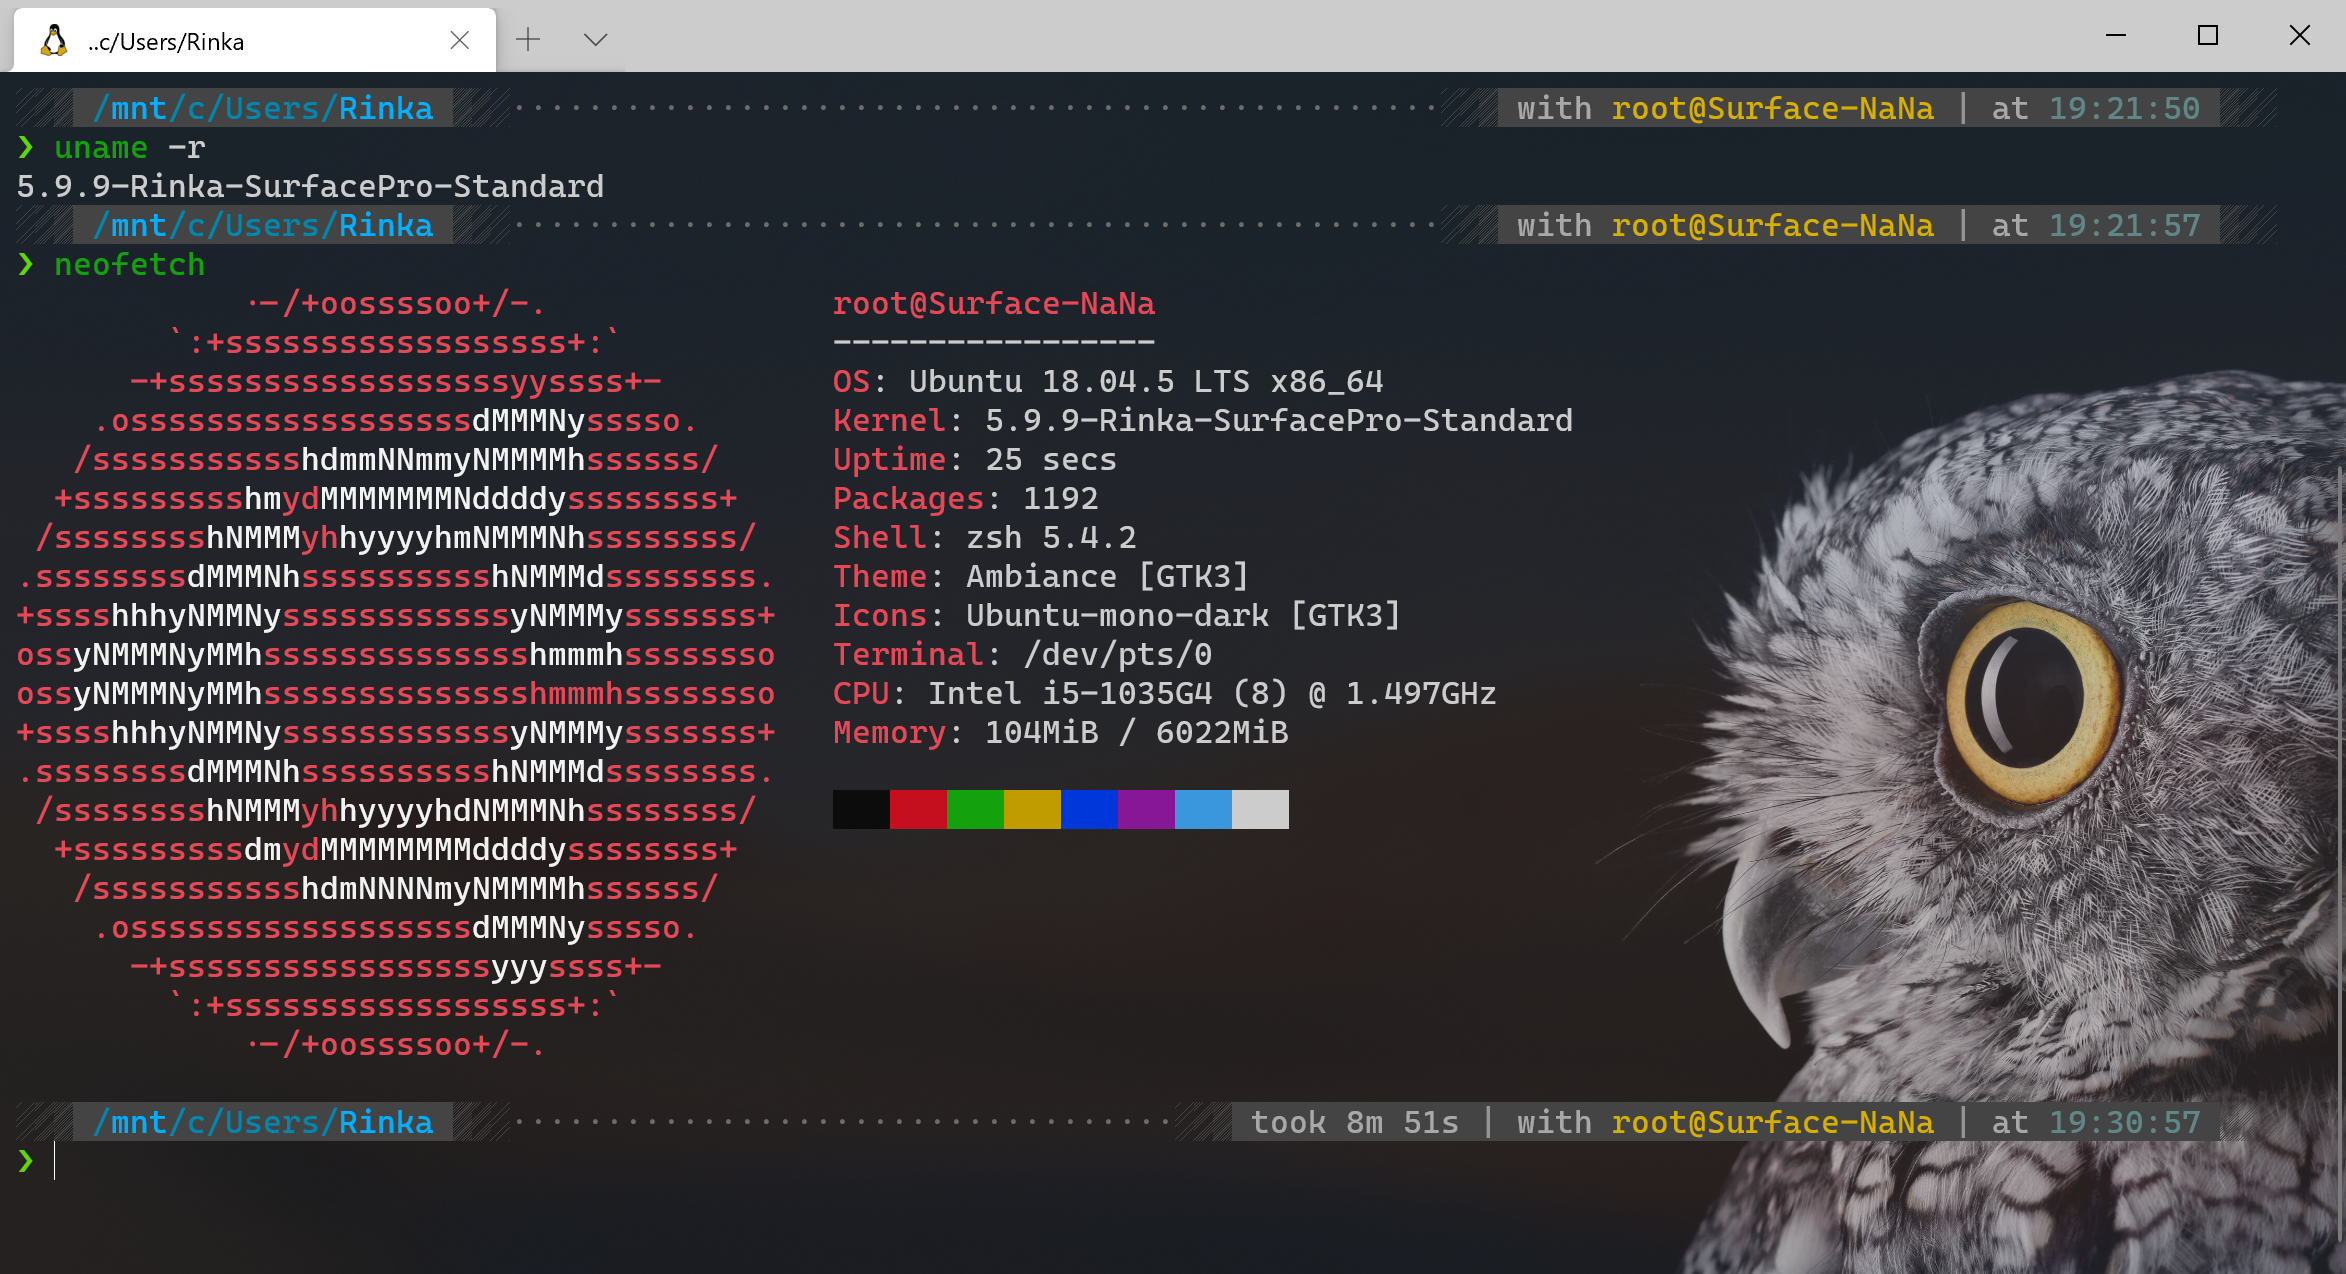 ..c/Users/Rinka
/mnt/c/Users/Rinka with root@Surface-NaNa | at 19:21:50
❯ uname -r
5.9.9-Rinka-SurfacePro-Standard
/mnt/c/Users/Rinka with root@Surface-NaNa | at 19:21:57
❯ neofetch
.-/+oossssoo+/-. root@Surface-NaNa
`:+ssssssssssssssssss+:` -----------------
-+ssssssssssssssssssyyssss+- OS: Ubuntu 18.04.5 LTS x86_64
.ossssssssssssssssssdMMMNysssso. Kernel: 5.9.9-Rinka-SurfacePro-Standard
/ssssssssssshdmmNNmmyNMMMMhssssss/ Uptime: 25 secs
+ssssssssshmydMMMMMMMNddddyssssssss+ Packages: 1192
/sssssssshNMMMyhhyyyyhmNMMMNhssssssss/ Shell: zsh 5.4.2
.ssssssssdMMMNhsssssssssshNMMMdssssssss. Theme: Ambiance [GTK3]
+sssshhhyNMMNyssssssssssssyNMMMysssssss+ Icons: Ubuntu-mono-dark [GTK3]
ossyNMMMNyMMhsssssssssssssshmmmhssssssso Terminal: /dev/pts/0
ossyNMMMNyMMhsssssssssssssshmmmhssssssso CPU: Intel i5-1035G4 (8) @ 1.497GHz
+sssshhhyNMMNyssssssssssssyNMMMysssssss+ Memory: 104MiB / 6022MiB
.ssssssssdMMMNhsssssssssshNMMMdssssssss.
/sssssssshNMMMyhhyyyyhdNMMMNhssssssss/
+sssssssssdmydMMMMMMMMddddyssssssss+
/ssssssssssshdmNNNNmyNMMMMhssssss/
.ossssssssssssssssssdMMMNysssso.
-+sssssssssssssssssyyyssss+-
`:+ssssssssssssssssss+:`
.-/+oossssoo+/-.
/mnt/c/Users/Rinka took 8m 51s | with root@Surface-NaNa | at 19:30:57
❯